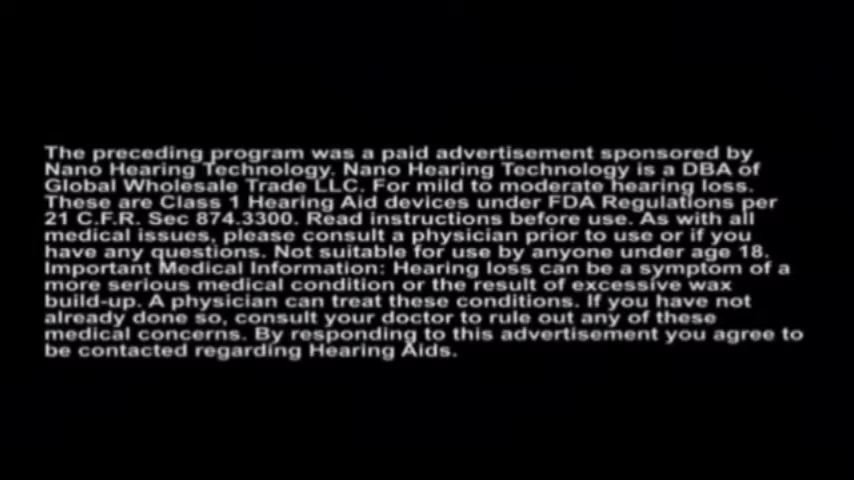 The preceding program was a paid advertisement sponsored by
Nano Hearing Technology. Nano Hearing Technology is a DBA of
Global Wholesale Trade LLC. For mild to moderate hearing loss.
These are Class 1 Hearing Aid devices under FDA Regulations per
21 C.F.R. Sec 874.3300. Read instructions before use. As with all
medical issues, please consult a physician prior to use or if you
have any questions. Not suitable for use by anyone under age 18.
Important Medical Information: Hearing loss can be a symptom of a
more serious medical condition or the result of excessive wax
build-up. A physician can treat these conditions. If you have not
already done so, consult your doctor to rule out any of these
medical concerns. By responding to this advertisement you agree to
be contacted regarding Hearing Aids.